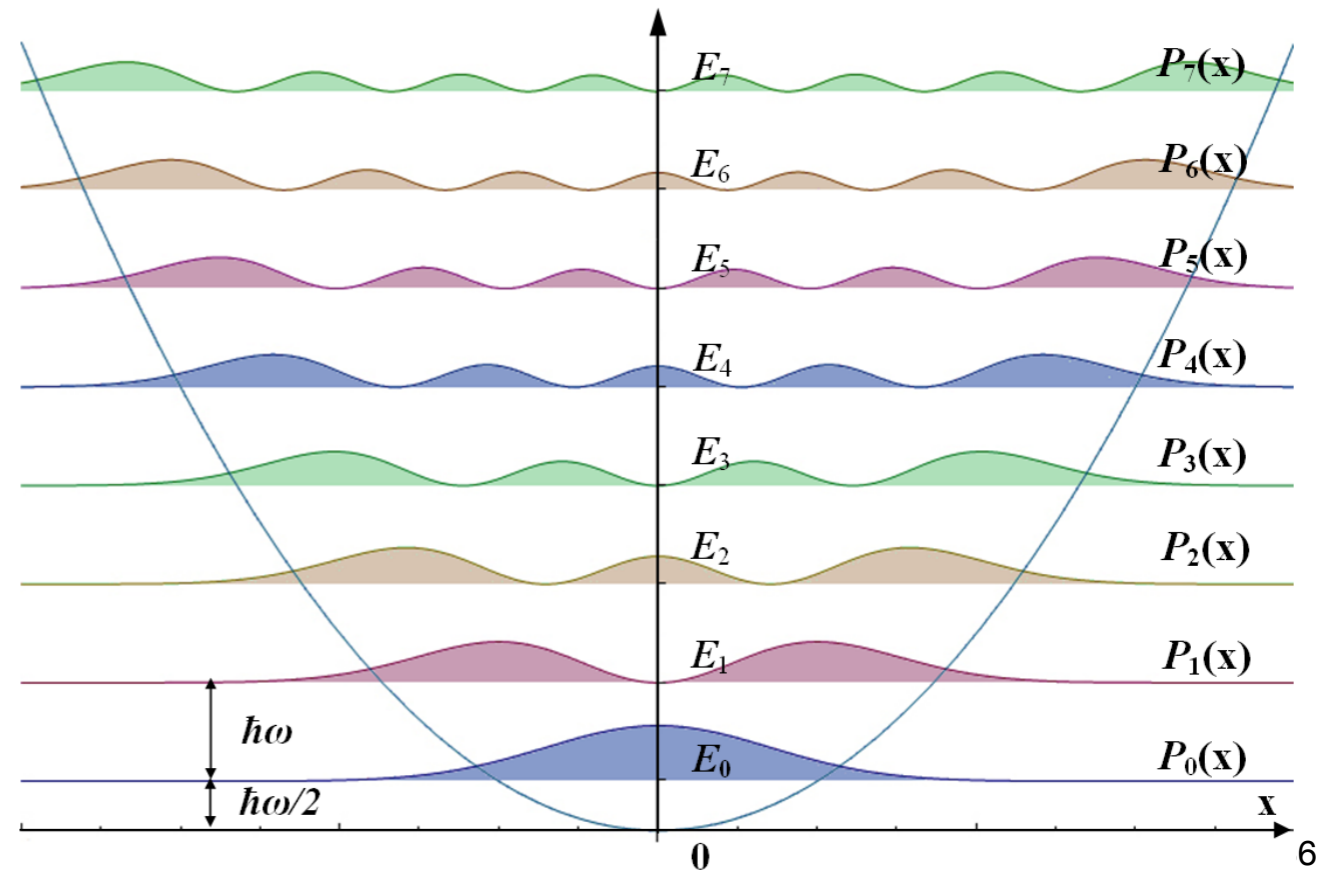 E₇ P₇(x)
E₆ P₆(x)
E₅ P₅(x)
E₄ P₄(x)
E₃ P₃(x)
E₂ P₂(x)
E₁ P₁(x)
ħω
E₀ P₀(x)
ħω/2 x
0 6